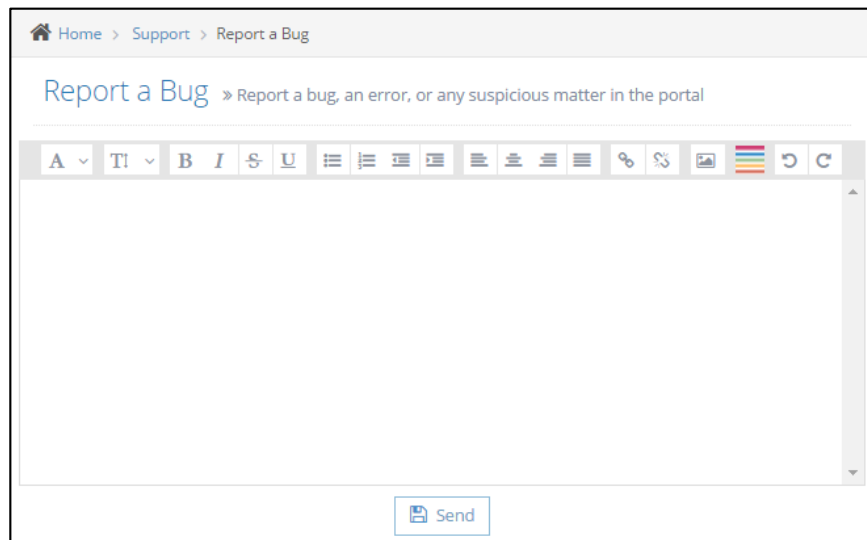 Home > Support > Report a Bug
Report a Bug » Report a bug, an error, or any suspicious matter in the portal
A T B I S U
Send